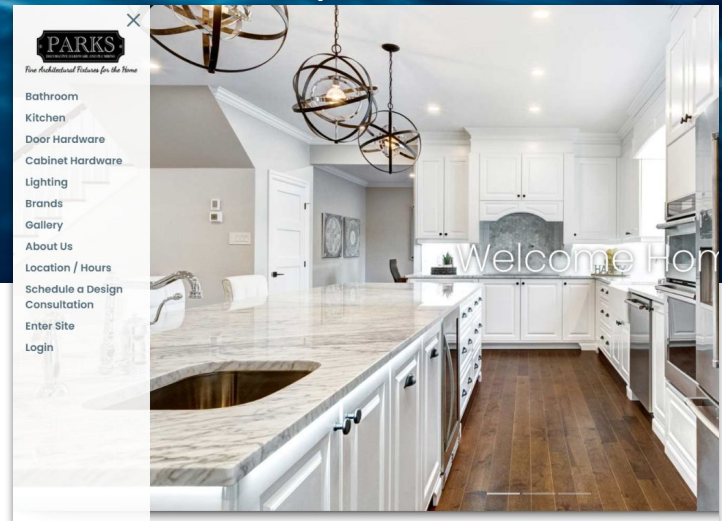 PARKS
Fine Architectural Fixtures for the Home
Bathroom
Kitchen
Door Hardware
Cabinet Hardware
Lighting
Brands
Gallery
About Us
Location / Hours
Schedule a Design
Consultation
Enter Site
Login
Welcome Hom